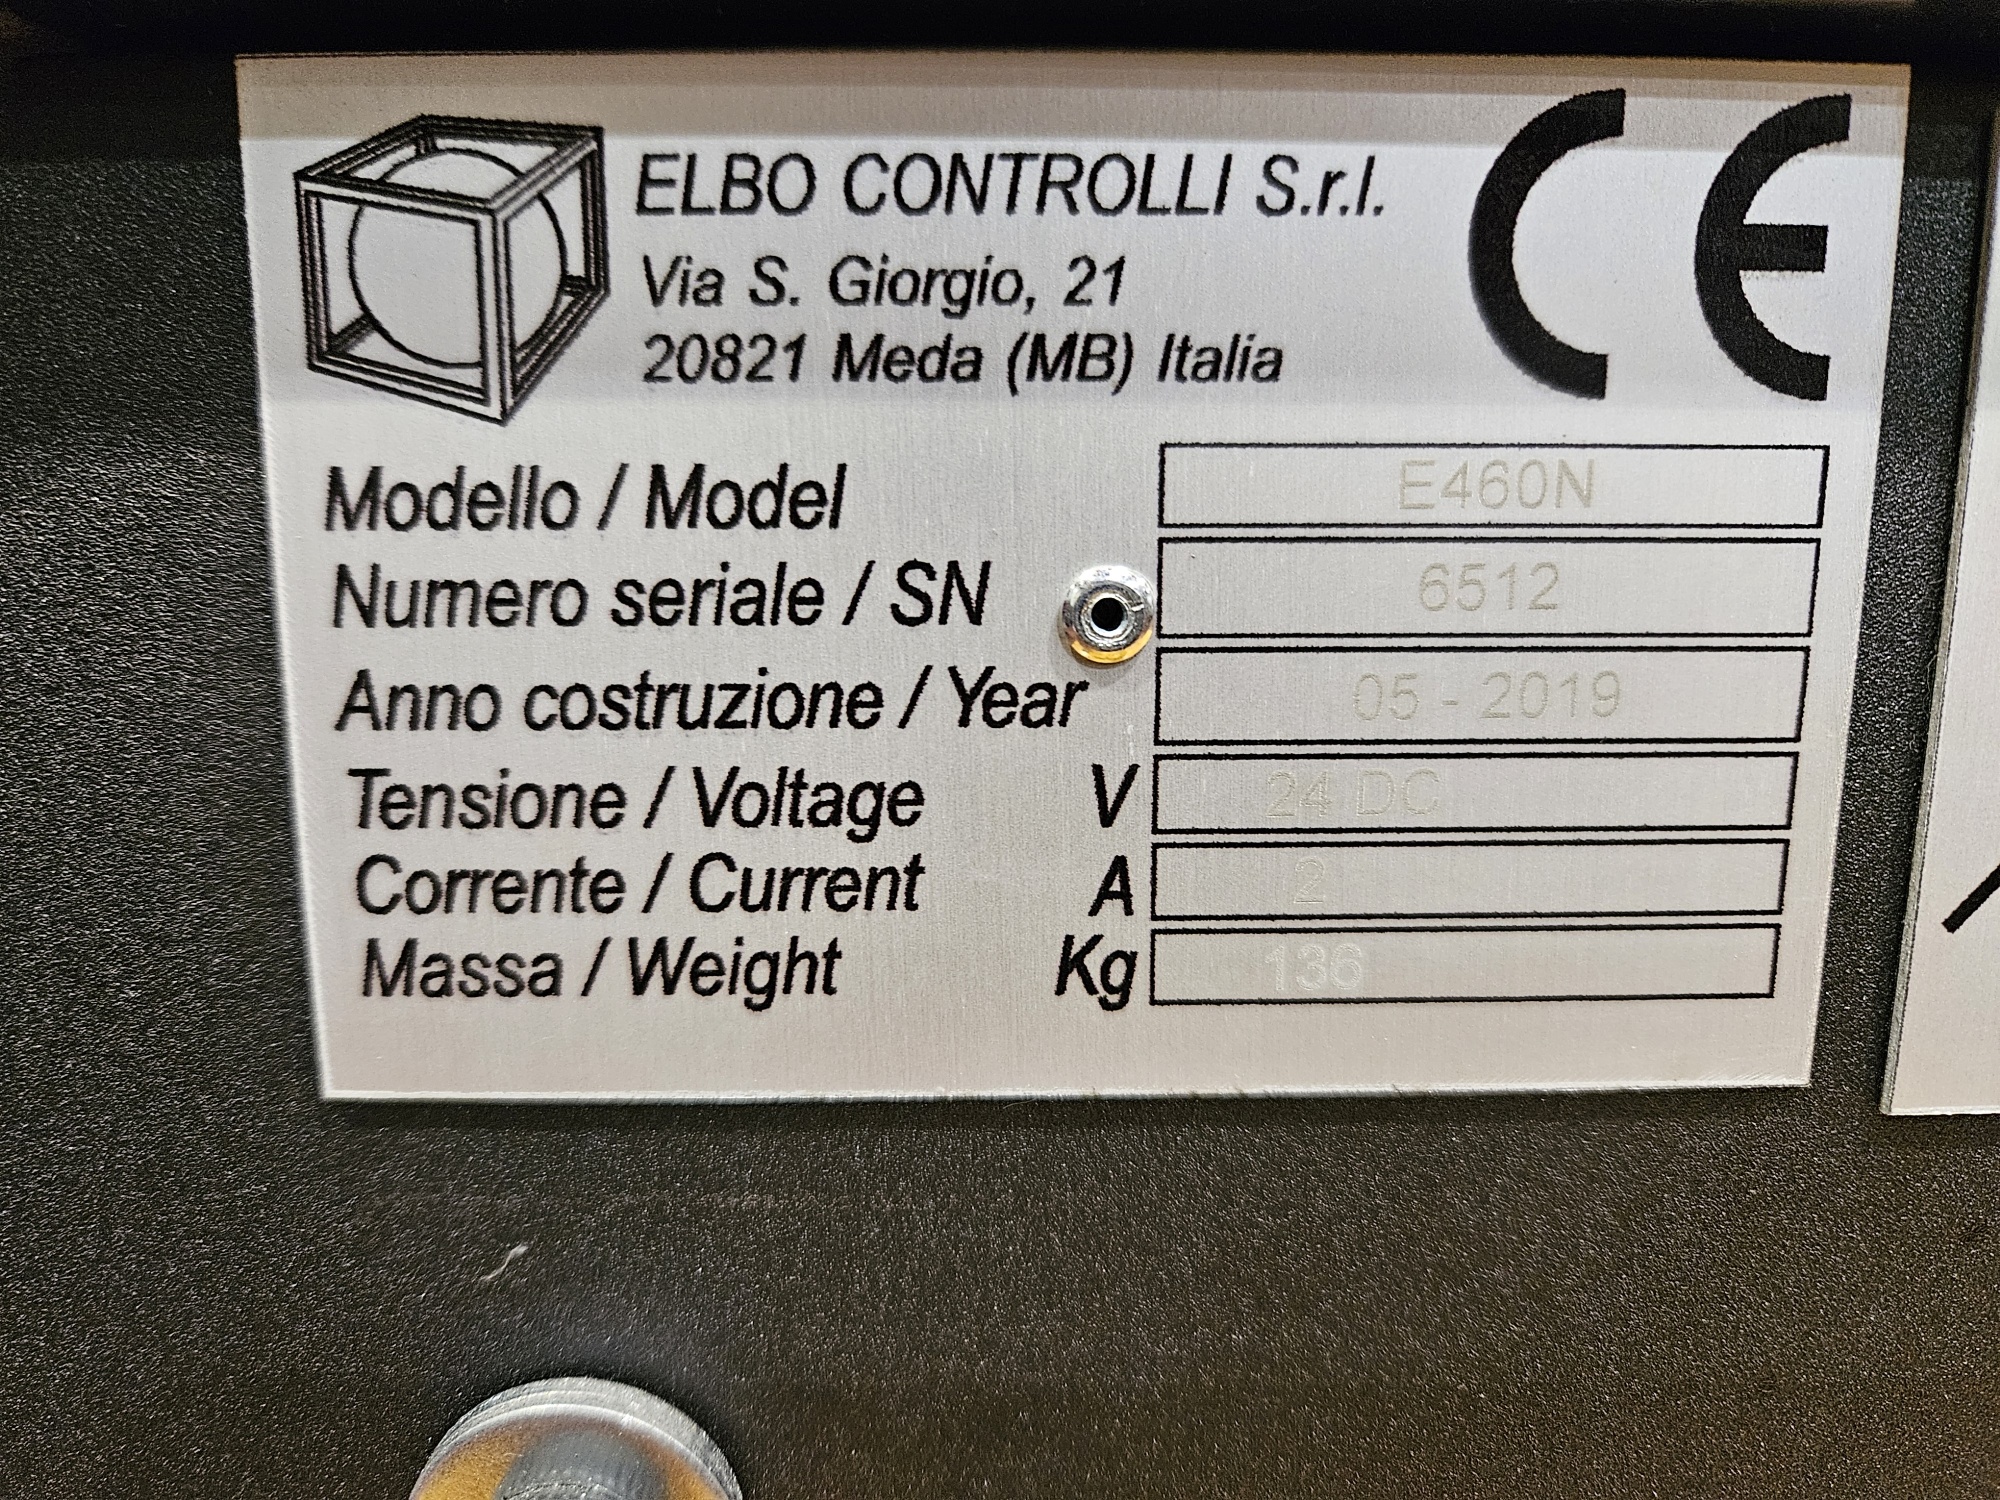 ELBO CONTROLLI S.r.l.
Via S. Giorgio, 21
20821 Meda (MB) Italia
CE
Modello / Model E460N
Numero seriale / SN 6512
Anno costruzione / Year 05 - 2019
Tensione / Voltage V 24 DC
Corrente / Current A 2
Massa / Weight Kg 136